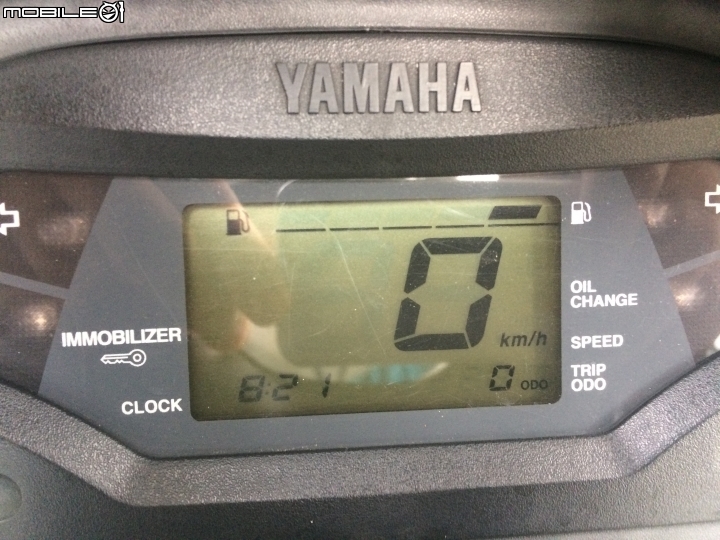 MOBILE01
YAMAHA
OIL
CHANGE
0
km/h
IMMOBILIZER
SPEED
8:21
0 ODO
TRIP
ODO
CLOCK